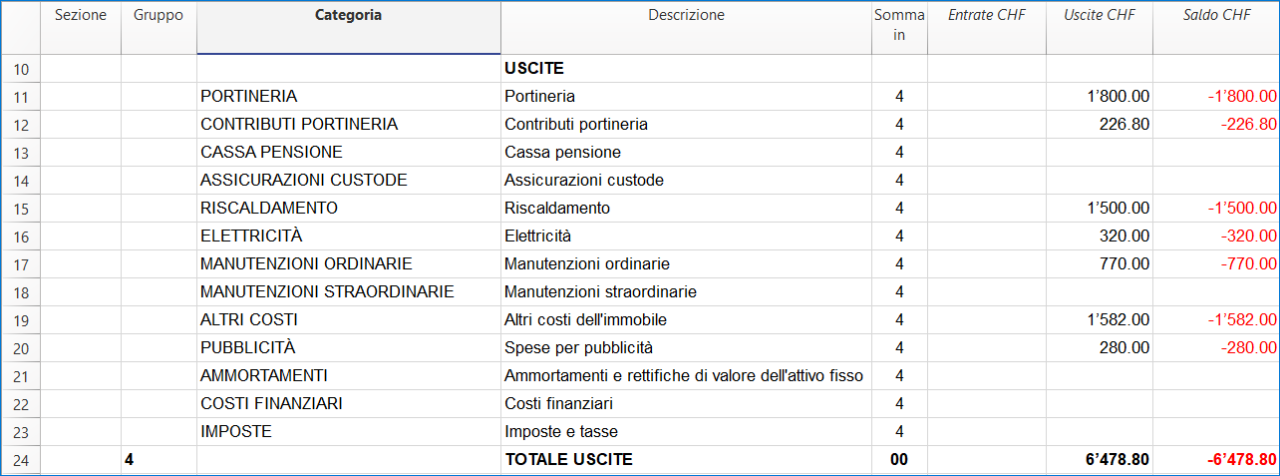 Sezione Gruppo Categoria Descrizione Somma in Entrate CHF Uscite CHF Saldo CHF
10 USCITE
11 PORTINERIA Portineria 4 1’800.00 -1’800.00
12 CONTRIBUTI PORTINERIA Contributi portineria 4 226.80 -226.80
13 CASSA PENSIONE Cassa pensione 4
14 ASSICURAZIONI CUSTODE Assicurazioni custode 4
15 RISCALDAMENTO Riscaldamento 4 1’500.00 -1’500.00
16 ELETTRICITÀ Elettricità 4 320.00 -320.00
17 MANUTENZIONI ORDINARIE Manutenzioni ordinarie 4 770.00 -770.00
18 MANUTENZIONI STRAORDINARIE Manutenzioni straordinarie 4
19 ALTRI COSTI Altri costi dell'immobile 4 1’582.00 -1’582.00
20 PUBBLICITÀ Spese per pubblicità 4 280.00 -280.00
21 AMMORTAMENTI Ammortamenti e rettifiche di valore dell'attivo fisso 4
22 COSTI FINANZIARI Costi finanziari 4
23 IMPOSTE Imposte e tasse 4
24 4 TOTALE USCITE 00 6’478.80 -6’478.80